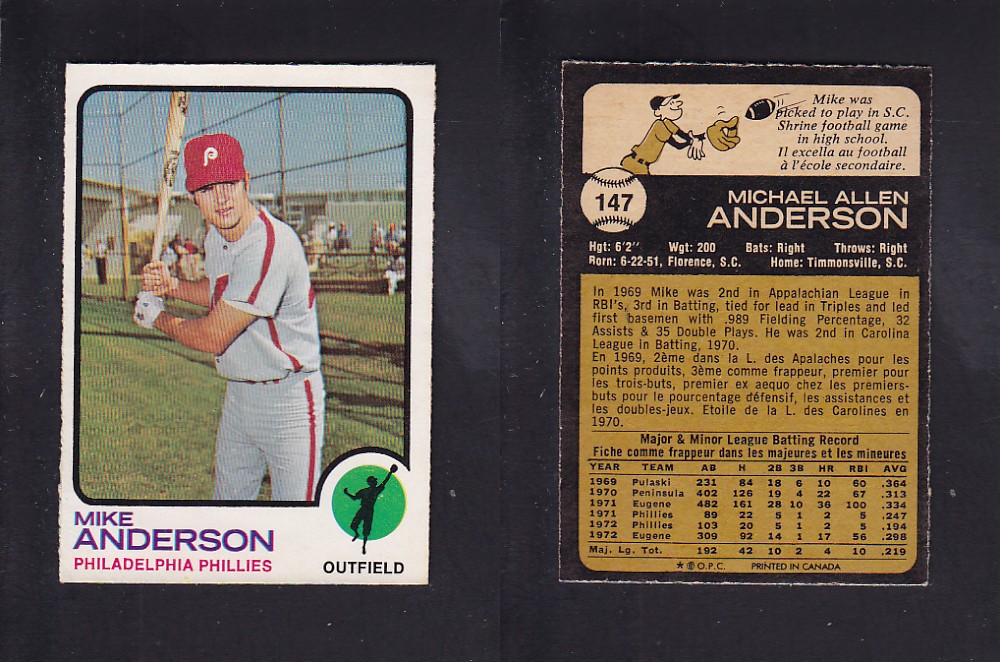 P
MIKE
ANDERSON
PHILADELPHIA PHILLIES
OUTFIELD
Mike was
picked to play in S.C.
Shrine football game
in high school.
Il excella au football
à l'école secondaire.
147
MICHAEL ALLEN
ANDERSON
Hgt: 6'2" Wgt: 200 Bats: Right Throws: Right
Born: 6-22-51, Florence, S.C. Home: Timmonsville, S.C.
In 1969 Mike was 2nd in Appalachian League in
RBI's, 3rd in Batting, tied for lead in Triples and led
first basemen with .989 Fielding Percentage, 32
Assists & 35 Double Plays. He was 2nd in Carolina
League in Batting, 1970.
En 1969, 2ème dans la L. des Apalaches pour les
points produits, 3ème comme frappeur, premier pour
les trois-buts, premier ex aequo chez les premiers-
buts pour le pourcentage défensif, les assistances et
les doubles-jeux. Etoile de la L. des Carolines en
1970.
Major & Minor League Batting Record
Fiche comme frappeur dans les majeures et les mineures
YEAR TEAM AB H 2B 3B HR RBI AVG
1969 Pulaski 231 84 18 6 10 60 .364
1970 Peninsula 402 126 19 4 22 67 .313
1971 Eugene 482 161 28 10 36 100 .334
1971 Phillies 89 22 5 1 2 5 .247
1972 Phillies 103 20 5 1 2 5 .194
1972 Eugene 309 92 14 1 17 56 .298
Maj. Lg. Tot. 192 42 10 2 4 10 .219
★ © O.P.C. PRINTED IN CANADA